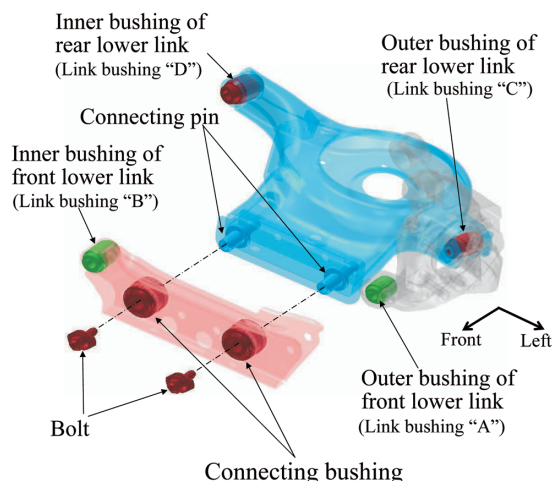 Inner bushing of
rear lower link
(Link bushing “D”)
Outer bushing of
rear lower link
(Link bushing “C”)
Connecting pin
Inner bushing of
front lower link
(Link bushing “B”)
Front
Left
Outer bushing of
front lower link
(Link bushing “A”)
Bolt
Connecting bushing